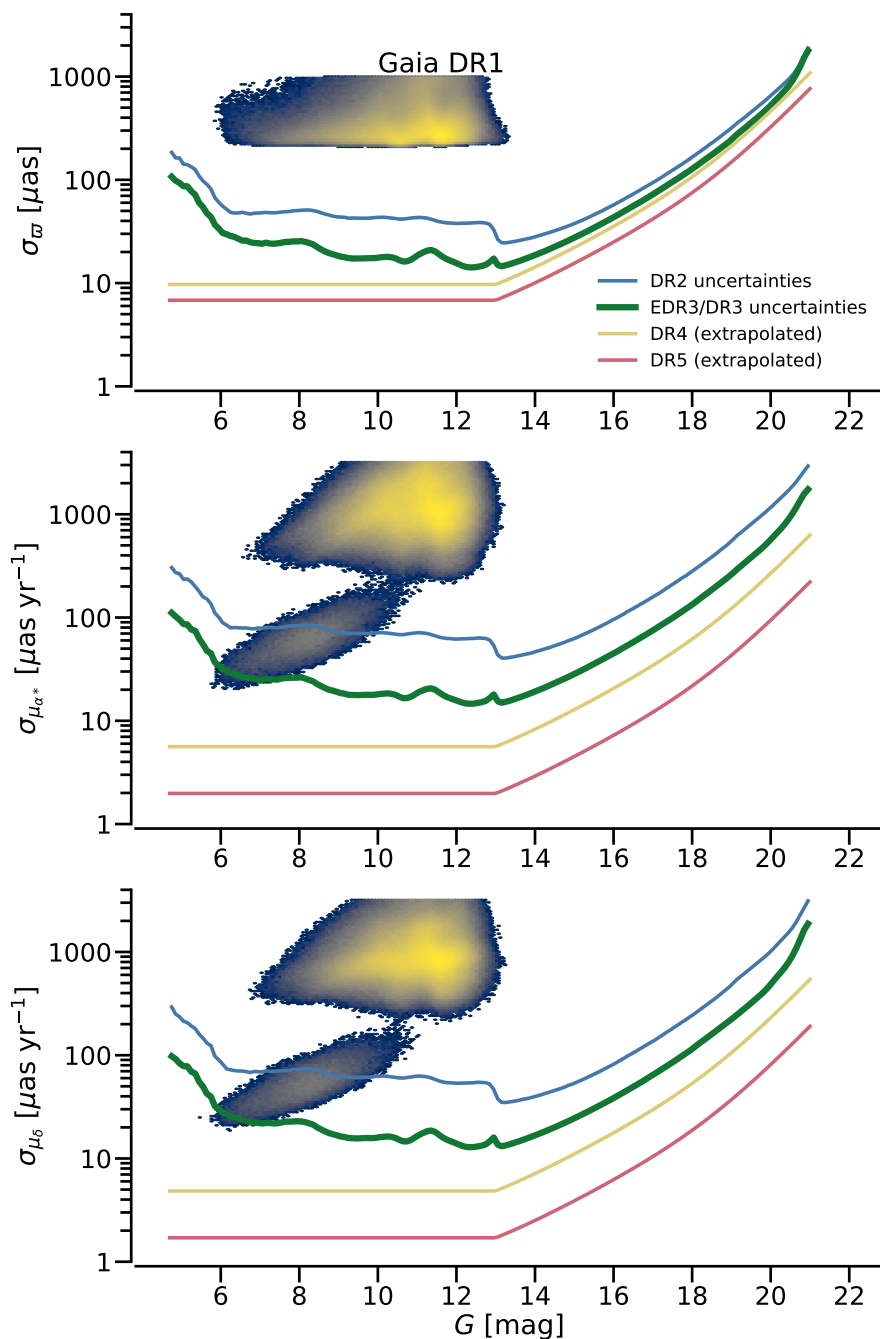 Gaia DR1
1000
100
10
1
σ_ϖ [μas]
DR2 uncertainties
EDR3/DR3 uncertainties
DR4 (extrapolated)
DR5 (extrapolated)
6 8 10 12 14 16 18 20 22
1000
100
10
1
σ_μα* [μas yr⁻¹]
6 8 10 12 14 16 18 20 22
1000
100
10
1
σ_μδ [μas yr⁻¹]
6 8 10 12 14 16 18 20 22
G [mag]